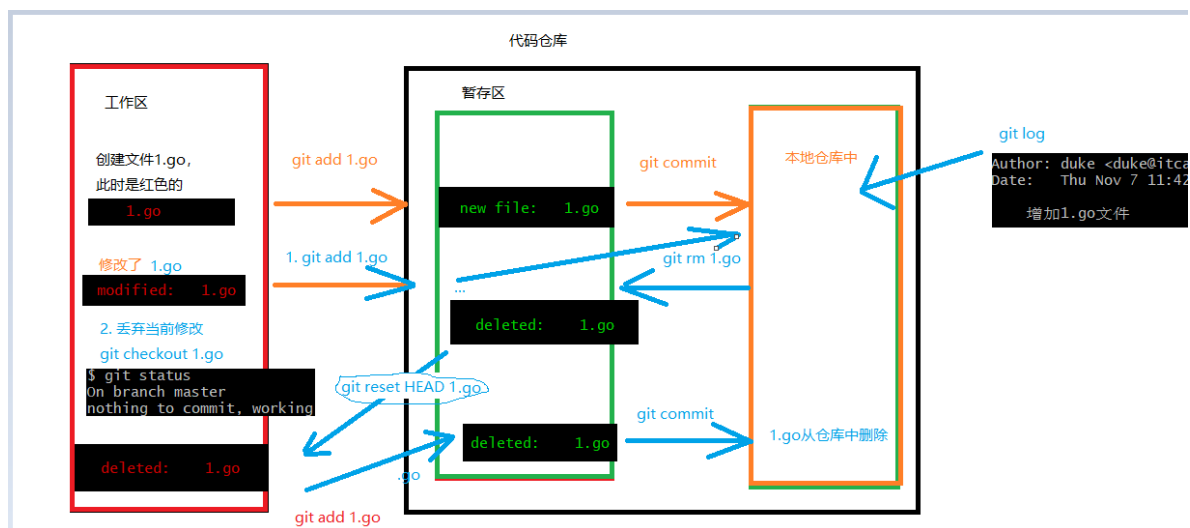 代码仓库
工作区
创建文件1.go，
此时是红色的
1.go
修改了 1.go
modified: 1.go
2. 丢弃当前修改
git checkout 1.go
$ git status
On branch master
nothing to commit, working
deleted: 1.go
git add 1.go
1. git add 1.go
git reset HEAD 1.go
git add 1.go
暂存区
new file: 1.go
...
deleted: 1.go
deleted: 1.go
.go
git commit
git rm 1.go
git commit
本地仓库中
1.go从仓库中删除
git log
Author: duke <duke@itca
Date: Thu Nov 7 11:42
增加1.go文件